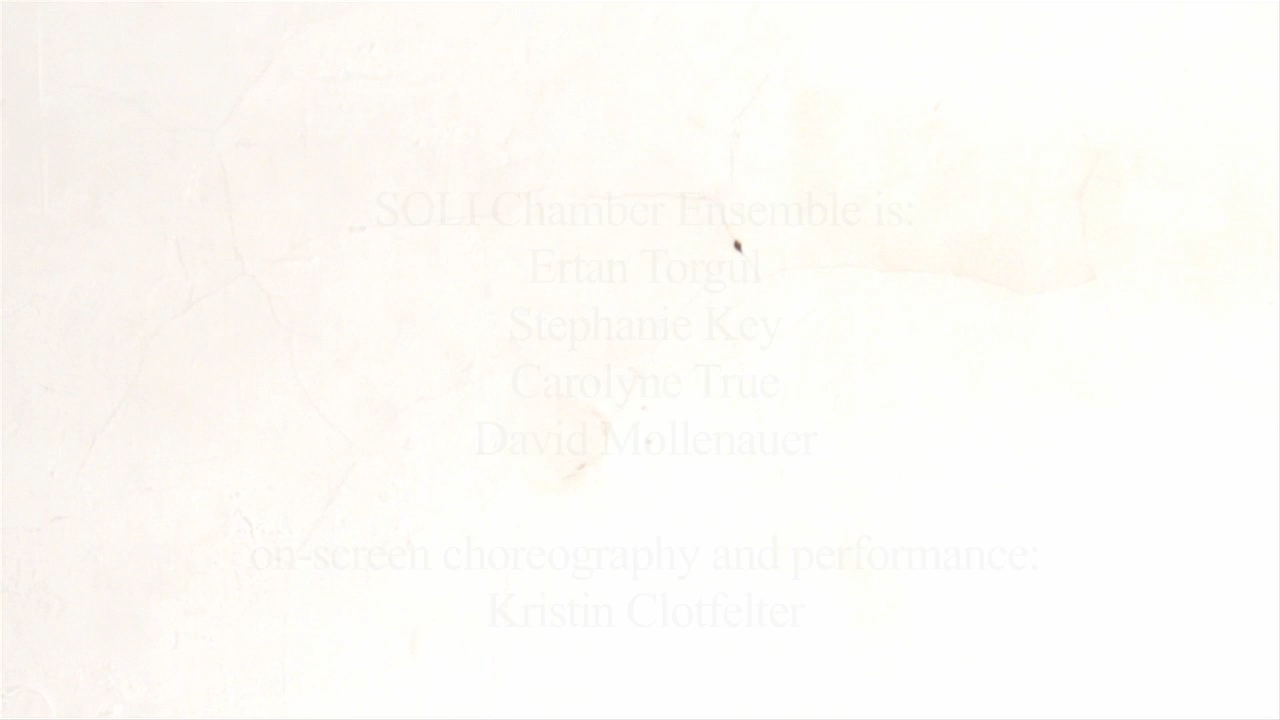 SOLI Chamber Ensemble is:
Ertan Torgul
Stephanie Key
Carolyne True
David Mollenauer
on-screen choreography and performance:
Kristin Clotfelter